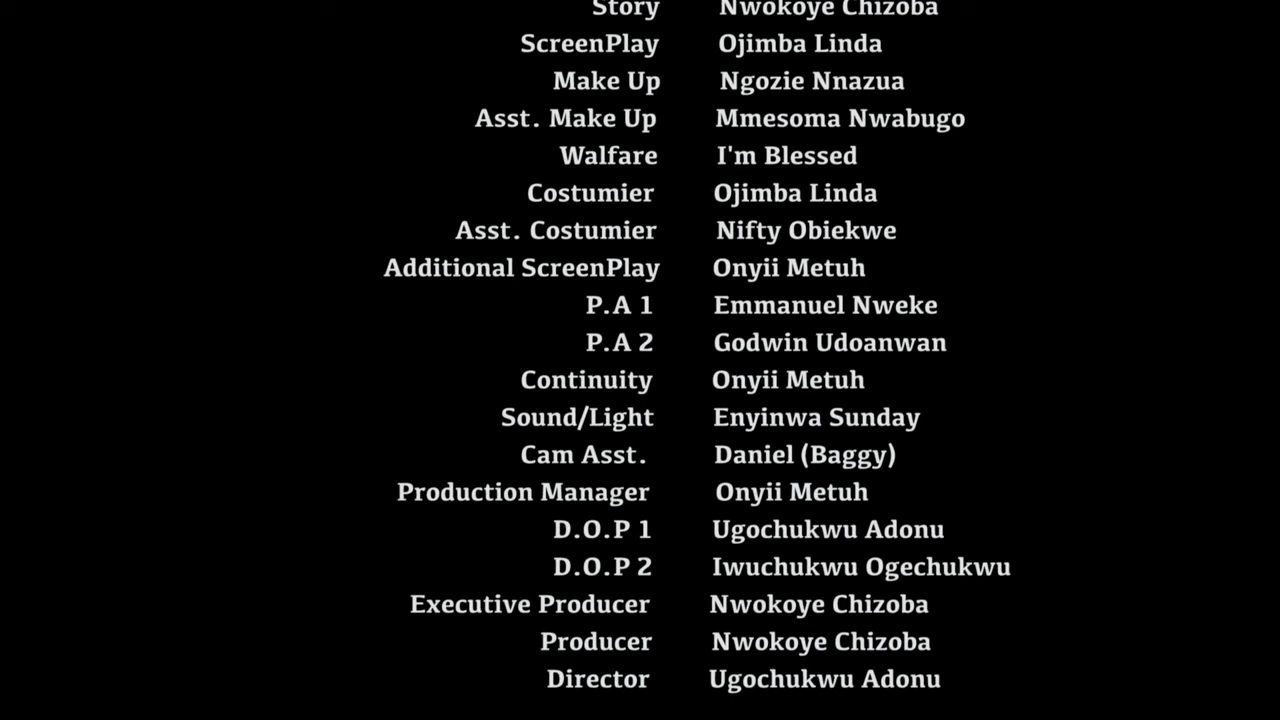 Story Nwokoye Chizoba
ScreenPlay Ojimba Linda
Make Up Ngozie Nnazua
Asst. Make Up Mmesoma Nwabugo
Walfare I'm Blessed
Costumier Ojimba Linda
Asst. Costumier Nifty Obiekwe
Additional ScreenPlay Onyii Metuh
P.A 1 Emmanuel Nweke
P.A 2 Godwin Udoanwan
Continuity Onyii Metuh
Sound/Light Enyinwa Sunday
Cam Asst. Daniel (Baggy)
Production Manager Onyii Metuh
D.O.P 1 Ugochukwu Adonu
D.O.P 2 Iwuchukwu Ogechukwu
Executive Producer Nwokoye Chizoba
Producer Nwokoye Chizoba
Director Ugochukwu Adonu